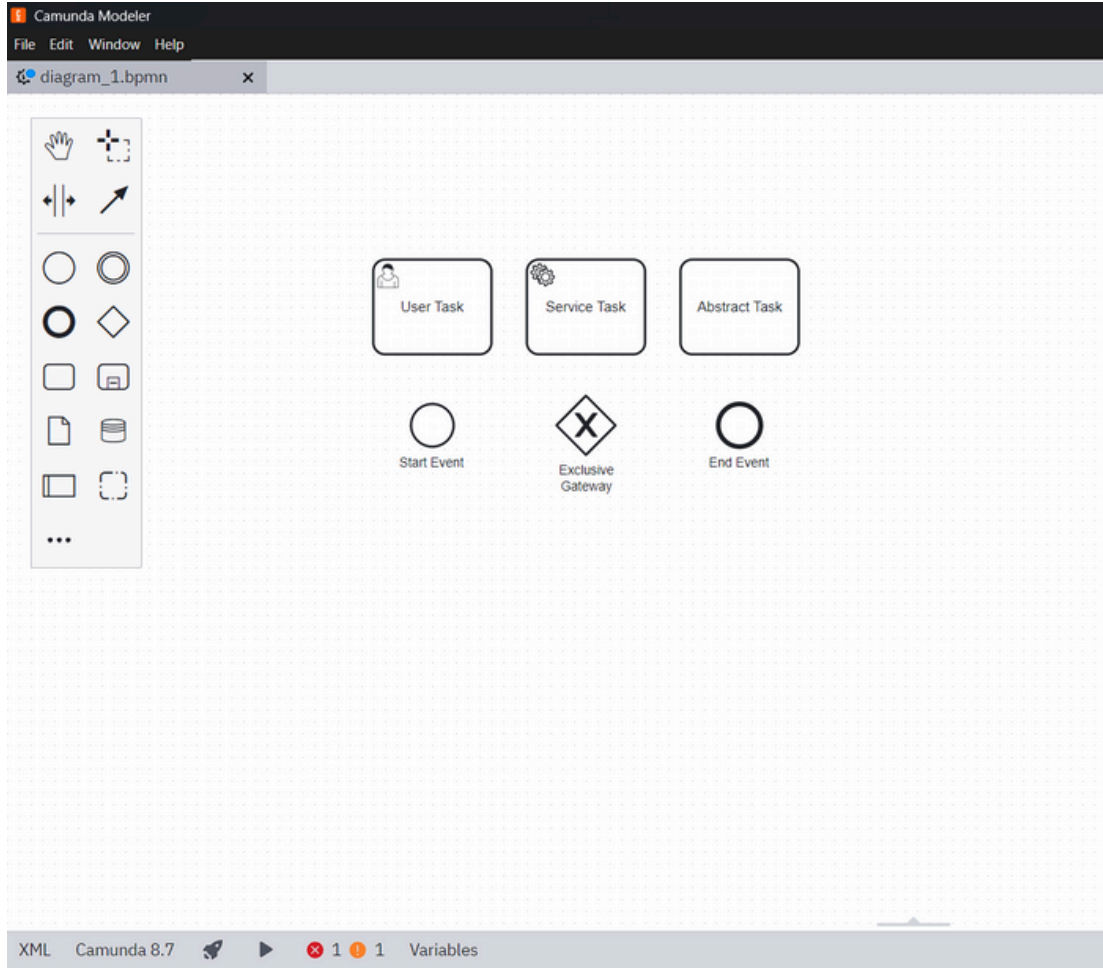 Camunda Modeler
File Edit Window Help
diagram_1.bpmn
User Task
Service Task
Abstract Task
X
Start Event
Exclusive
Gateway
End Event
XML Camunda 8.7 1 1 Variables